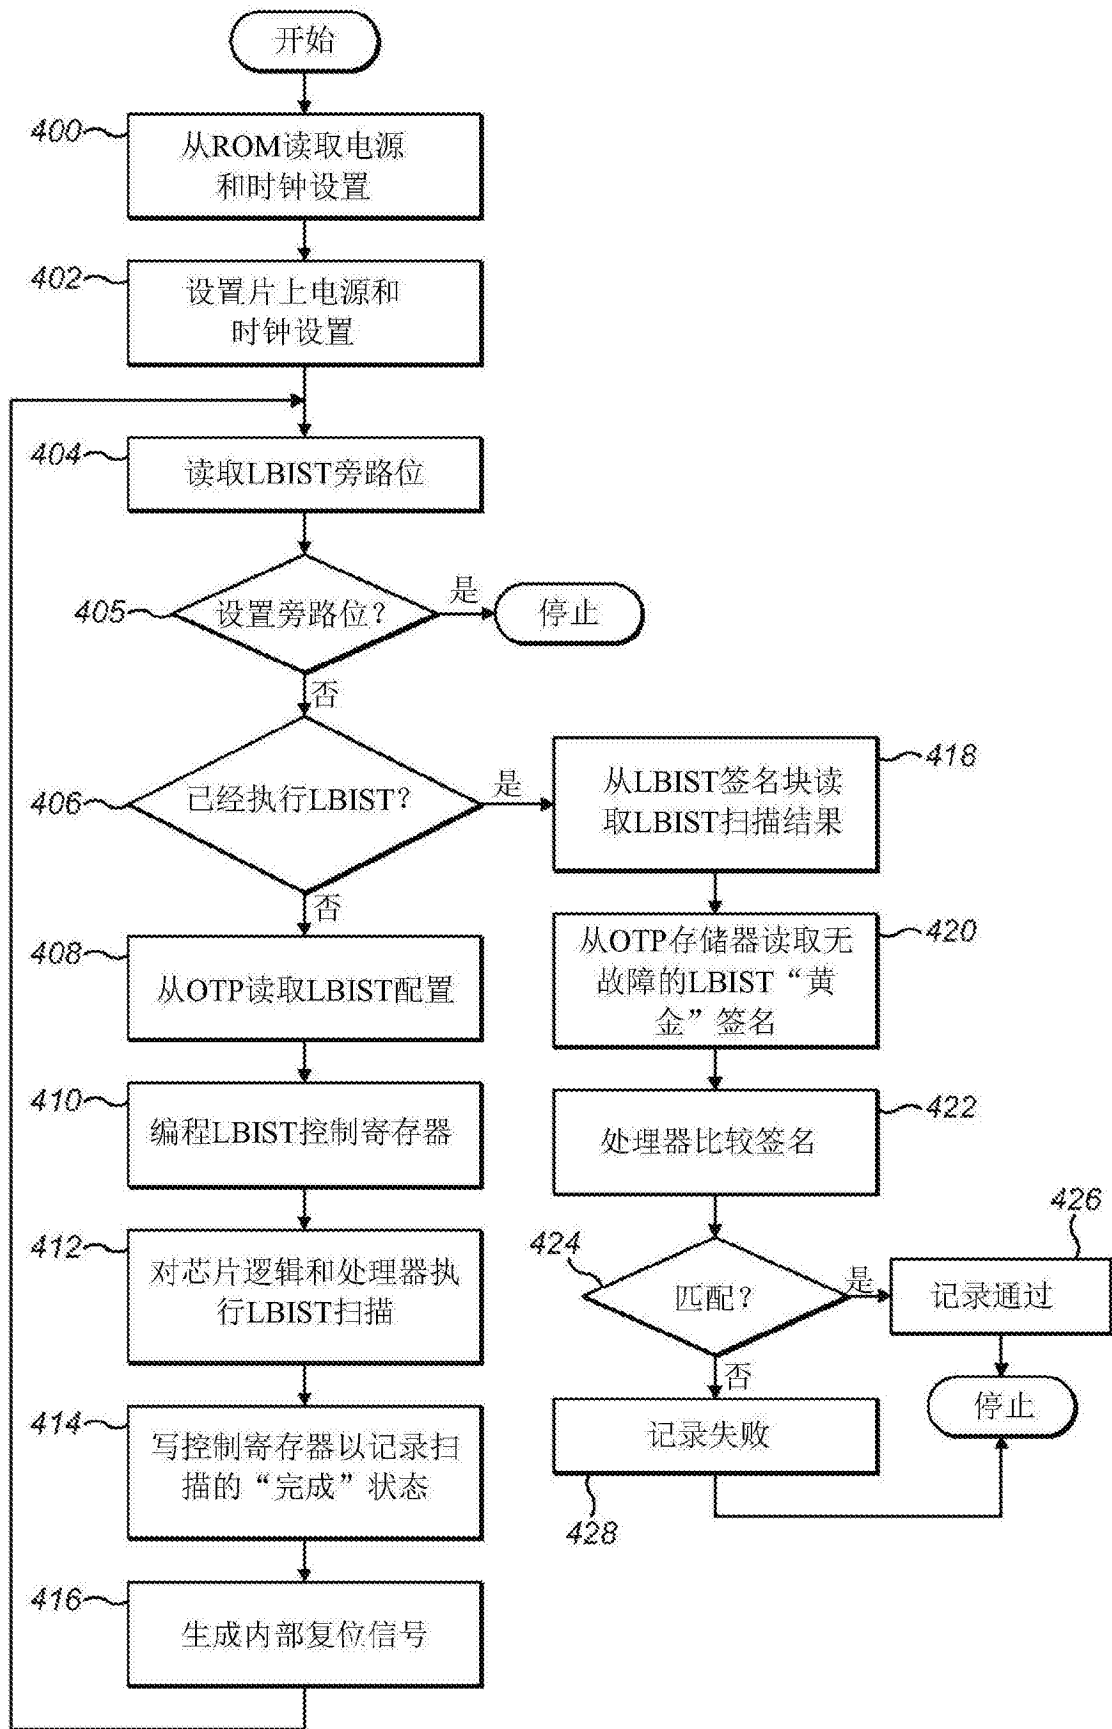 开始
400
从ROM读取电源
和时钟设置
402
设置片上电源和
时钟设置
404
读取LBIST旁路位
405
设置旁路位?
是
停止
否
406
已经执行LBIST?
是
否
418
从LBIST签名块读
取LBIST扫描结果
408
从OTP读取LBIST配置
420
从OTP存储器读取无
故障的LBIST“黄
金”签名
410
编程LBIST控制寄存器
422
处理器比较签名
412
对芯片逻辑和处理器执
行LBIST扫描
424
匹配?
是
否
426
记录通过
停止
414
写控制寄存器以记录扫
描的“完成”状态
记录失败
428
416
生成内部复位信号